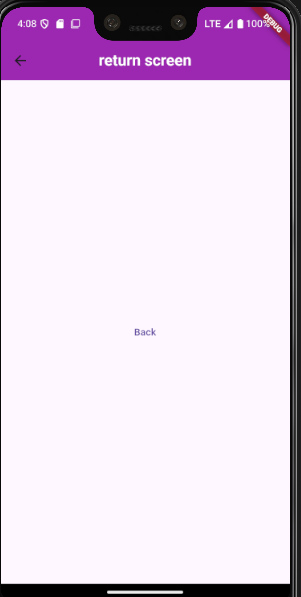 4:08 LTE 100% DEBUG
return screen
Back